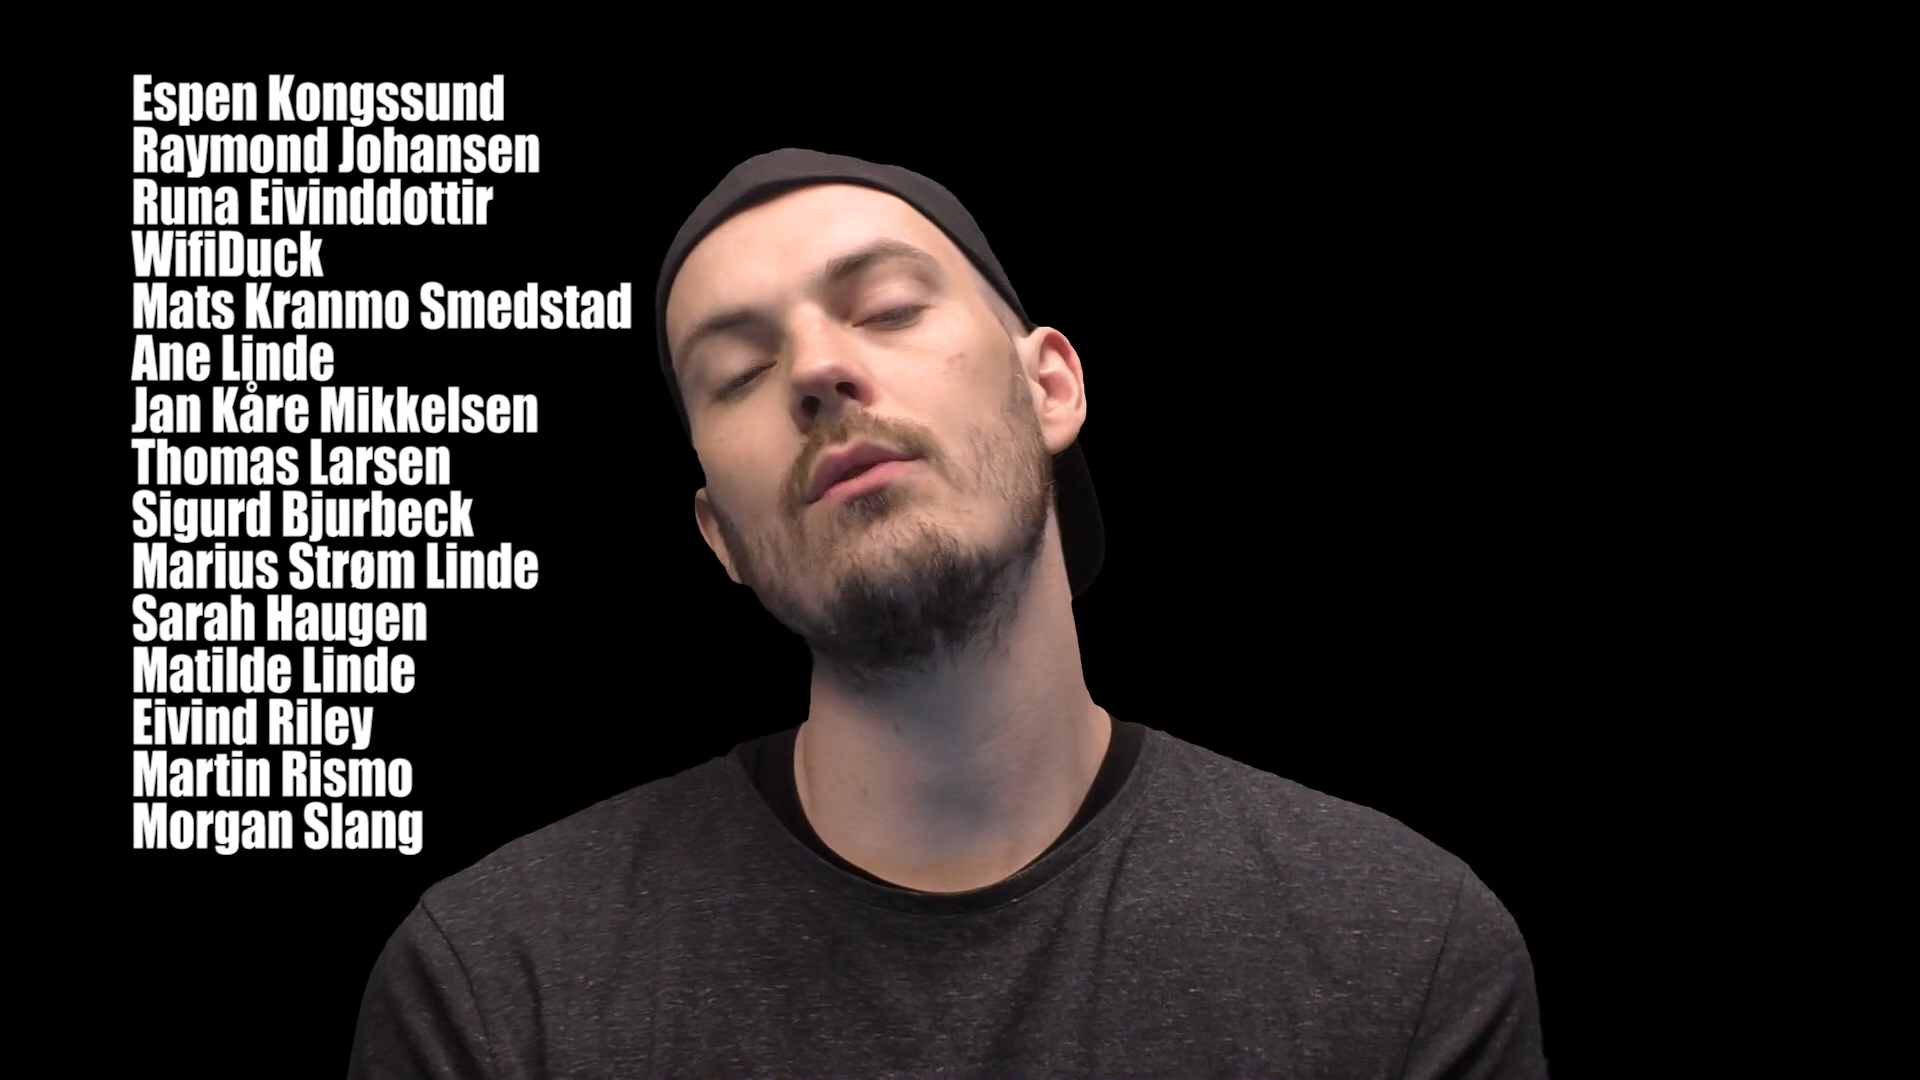 Espen Kongssund
Raymond Johansen
Runa Eivinddottir
WifiDuck
Mats Kranmo Smedstad
Ane Linde
Jan Kåre Mikkelsen
Thomas Larsen
Sigurd Bjurbeck
Marius Strøm Linde
Sarah Haugen
Matilde Linde
Eivind Riley
Martin Rismo
Morgan Slang